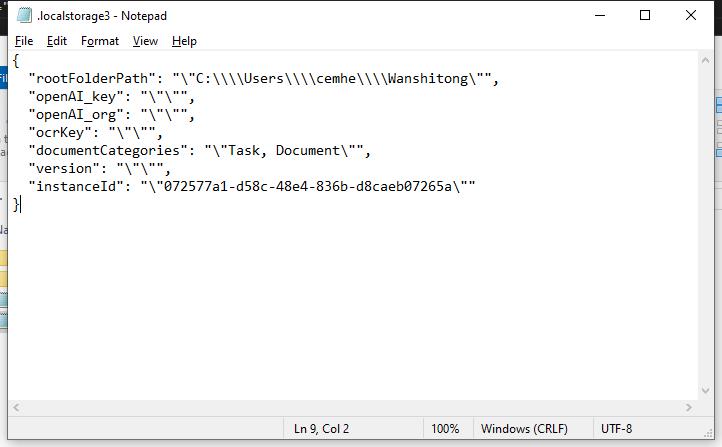 .localstorage3 - Notepad
File Edit Format View Help
{
  "rootFolderPath": "\"C:\\\\Users\\\\cemhe\\\\Wanshitong\"",
  "openAI_key": "\"\"",
  "openAI_org": "\"\"",
  "ocrKey": "\"\"",
  "documentCategories": "\"Task, Document\"",
  "version": "\"\"",
  "instanceId": "\"072577a1-d58c-48e4-836b-d8caeb07265a\""
}
Ln 9, Col 2 100% Windows (CRLF) UTF-8